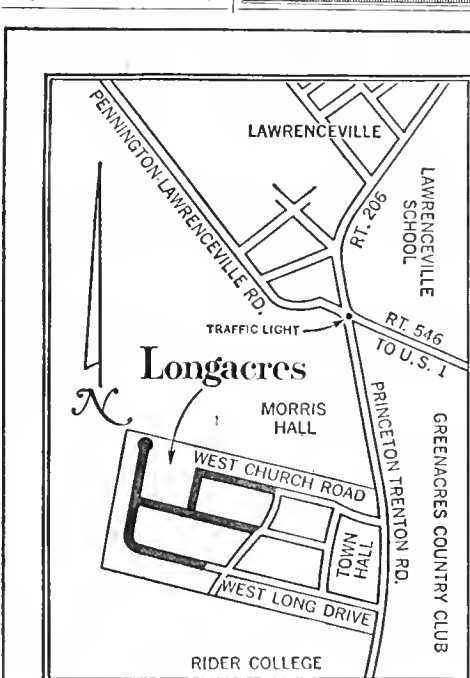 LAWRENCEVILLE
PENNINGTON-LAWRENCEVILLE RD.
RT. 206
LAWRENCEVILLE
SCHOOL
TRAFFIC LIGHT
RT. 546
TO U.S. 1
Longacres
N
MORRIS
HALL
PRINCETON TRENTON RD.
GREENACRES COUNTRY CLUB
WEST CHURCH ROAD
TOWN
HALL
WEST LONG DRIVE
RIDER COLLEGE